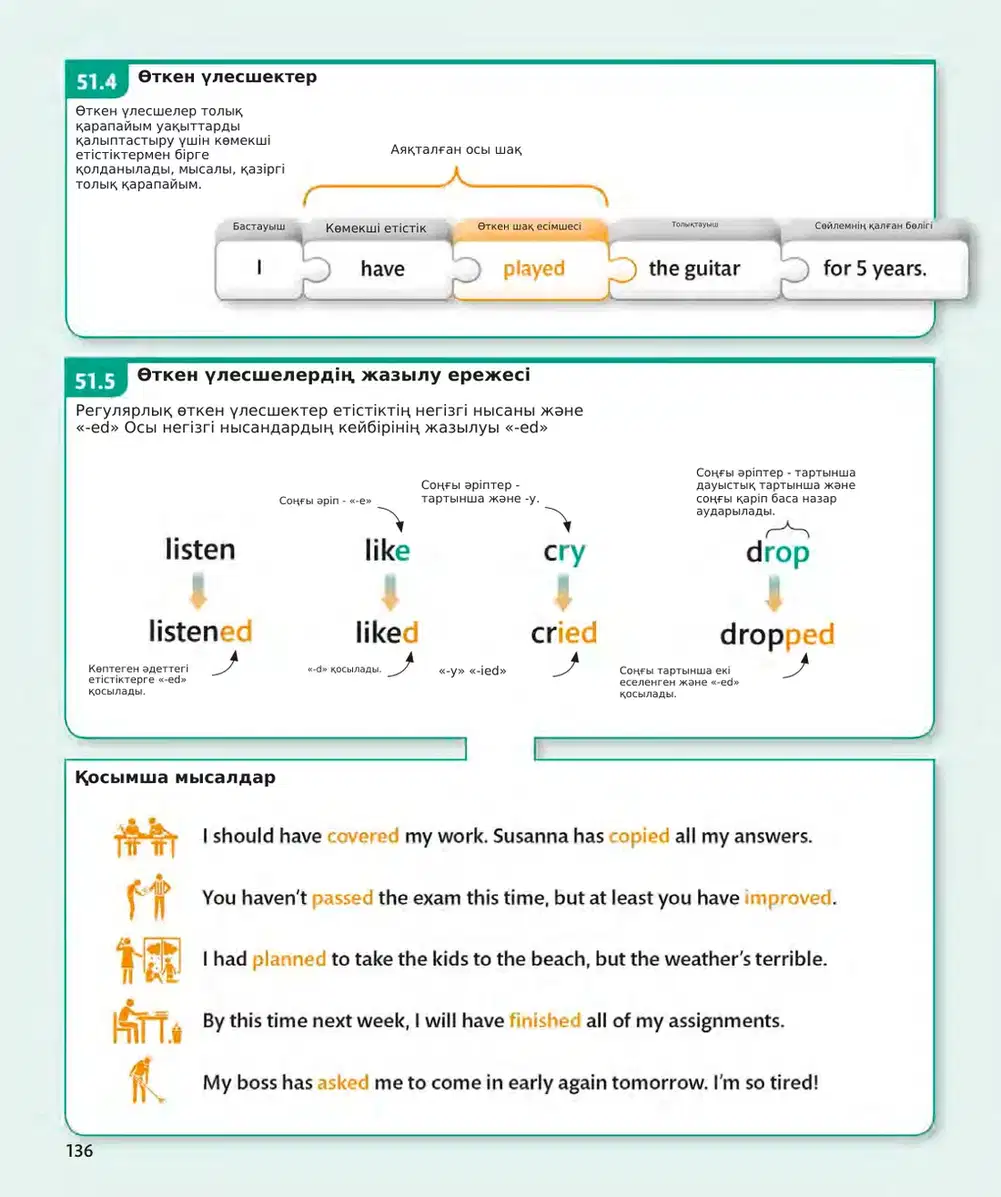 51.4 Өткен үлесшектер
Өткен үлесшелер толық
қарапайым уақыттарды
қалыптастыру үшін көмекші
етістіктермен бірге
қолданылады, мысалы, қазіргі
толық қарапайым.
Аяқталған осы шақ
Бастауыш Көмекші етістік Өткен шақ есімшесі Толықтауыш Сөйлемнің қалған бөлігі
I have played the guitar for 5 years.
51.5 Өткен үлесшелердің жазылу ережесі
Регулярлық өткен үлесшектер етістіктің негізгі нысаны және
«-ed» Осы негізгі нысандардың кейбірінің жазылуы «-ed»
Соңғы әріп - «-e»
Соңғы әріптер -
тартынша және -y.
Соңғы әріптер - тартынша
дауыстық тартынша және
соңғы қаріп баса назар
аударылады.
listen like cry drop
listened liked cried dropped
Көптеген әдеттегі
етістіктерге «-ed»
қосылады.
«-d» қосылады.
«-y» «-ied»
Соңғы тартынша екі
еселенген және «-ed»
қосылады.
Қосымша мысалдар
I should have covered my work. Susanna has copied all my answers.
You haven't passed the exam this time, but at least you have improved.
I had planned to take the kids to the beach, but the weather's terrible.
By this time next week, I will have finished all of my assignments.
My boss has asked me to come in early again tomorrow. I'm so tired!
136